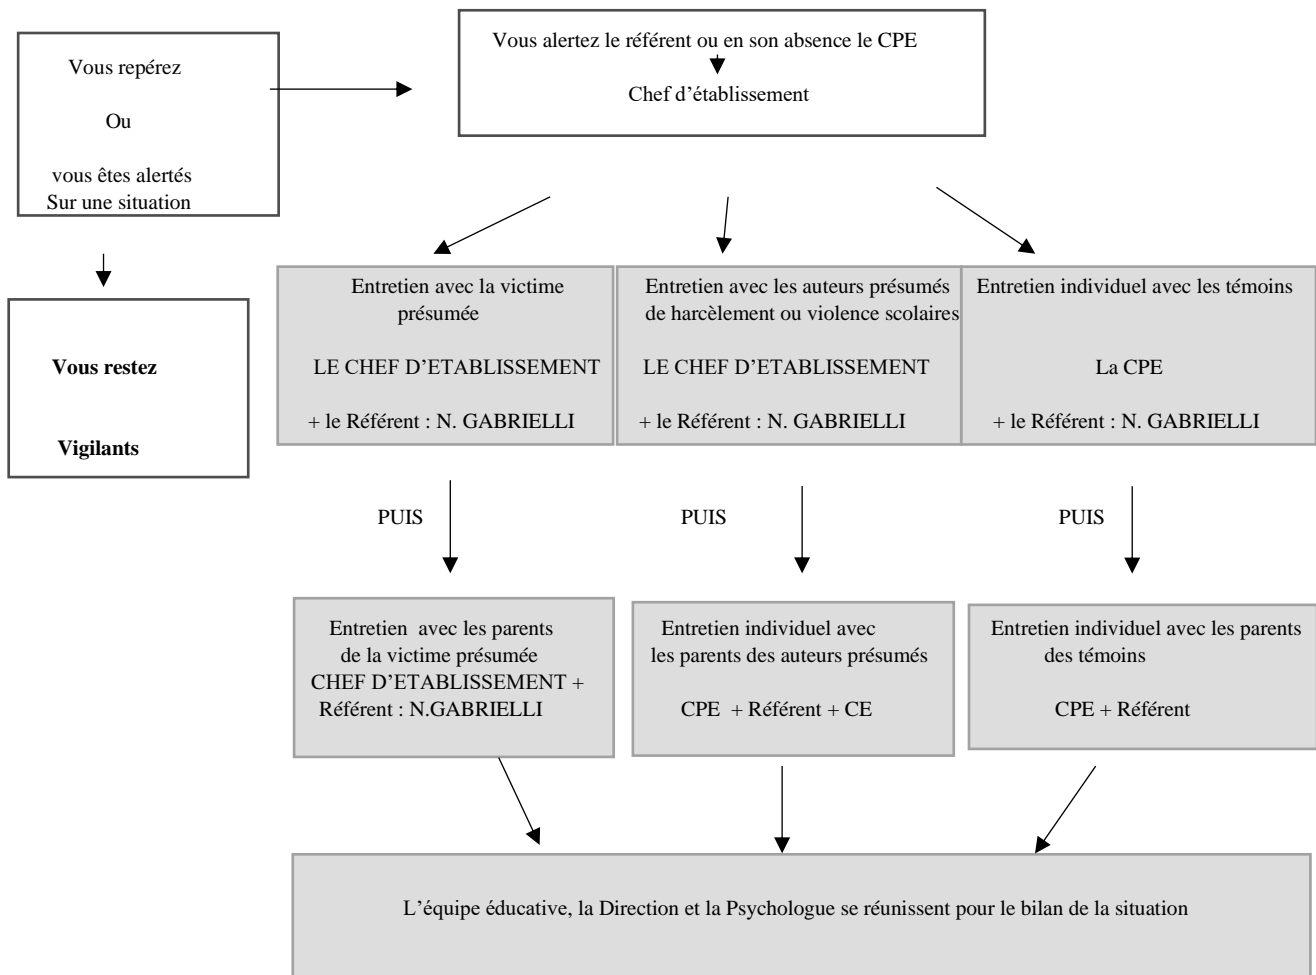 Vous repérez
Ou
vous êtes alertés
Sur une situation
Vous alertez le référent ou en son absence le CPE
Chef d’établissement
Vous restez
Vigilants
Entretien avec la victime
présumée
LE CHEF D’ETABLISSEMENT
+ le Référent : N. GABRIELLI
Entretien avec les auteurs présumés
de harcèlement ou violence scolaires
LE CHEF D’ETABLISSEMENT
+ le Référent : N. GABRIELLI
Entretien individuel avec les témoins
La CPE
+ le Référent : N. GABRIELLI
PUIS
PUIS
PUIS
Entretien avec les parents
de la victime présumée
CHEF D’ETABLISSEMENT +
Référent : N.GABRIELLI
Entretien individuel avec
les parents des auteurs présumés
CPE + Référent + CE
Entretien individuel avec les parents
des témoins
CPE + Référent
L’équipe éducative, la Direction et la Psychologue se réunissent pour le bilan de la situation